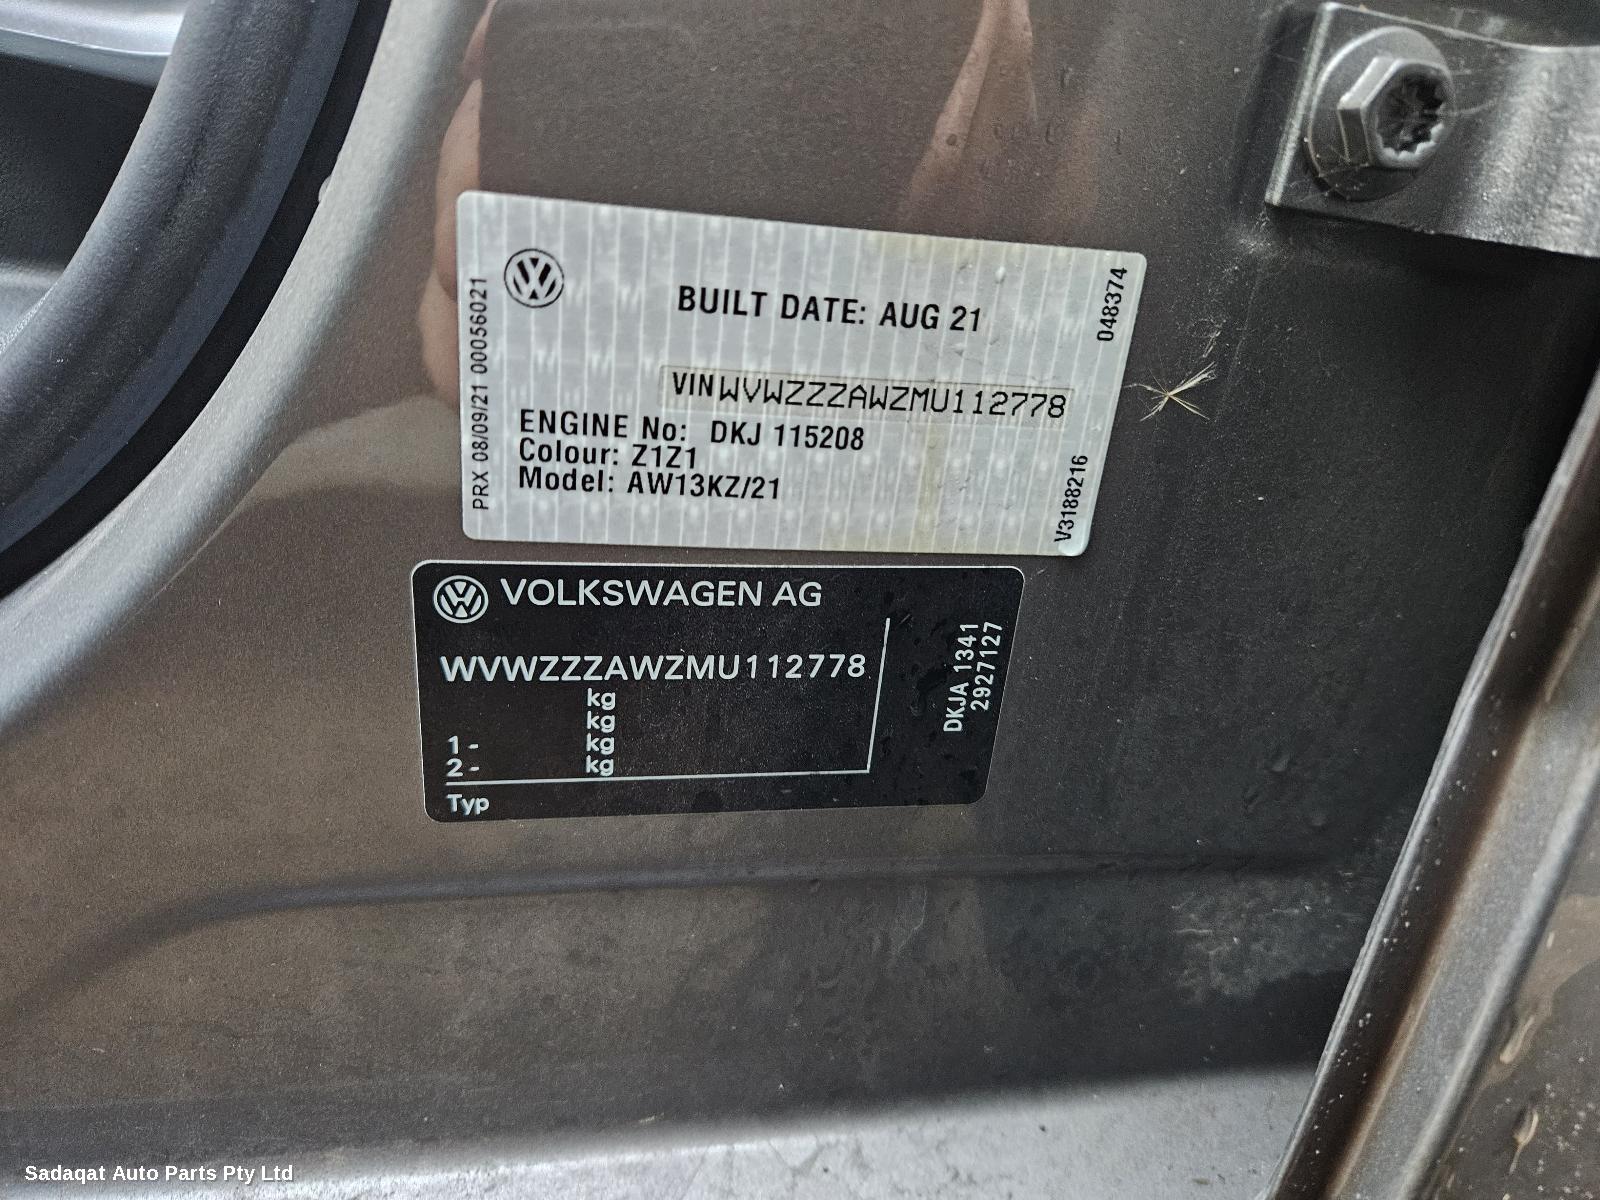 BUILT DATE: AUG 21
048374
PRX 08/09/21 00056021
VIN WVWZZZAWZMU112778
ENGINE No: DKJ 115208
Colour: Z1Z1
Model: AW13KZ/21
V3188216
VOLKSWAGEN AG
WVWZZZAWZMU112778
kg
kg
1 - kg
2 - kg
Typ
DKJA 1341
2927127
Sadaqat Auto Parts Pty Ltd